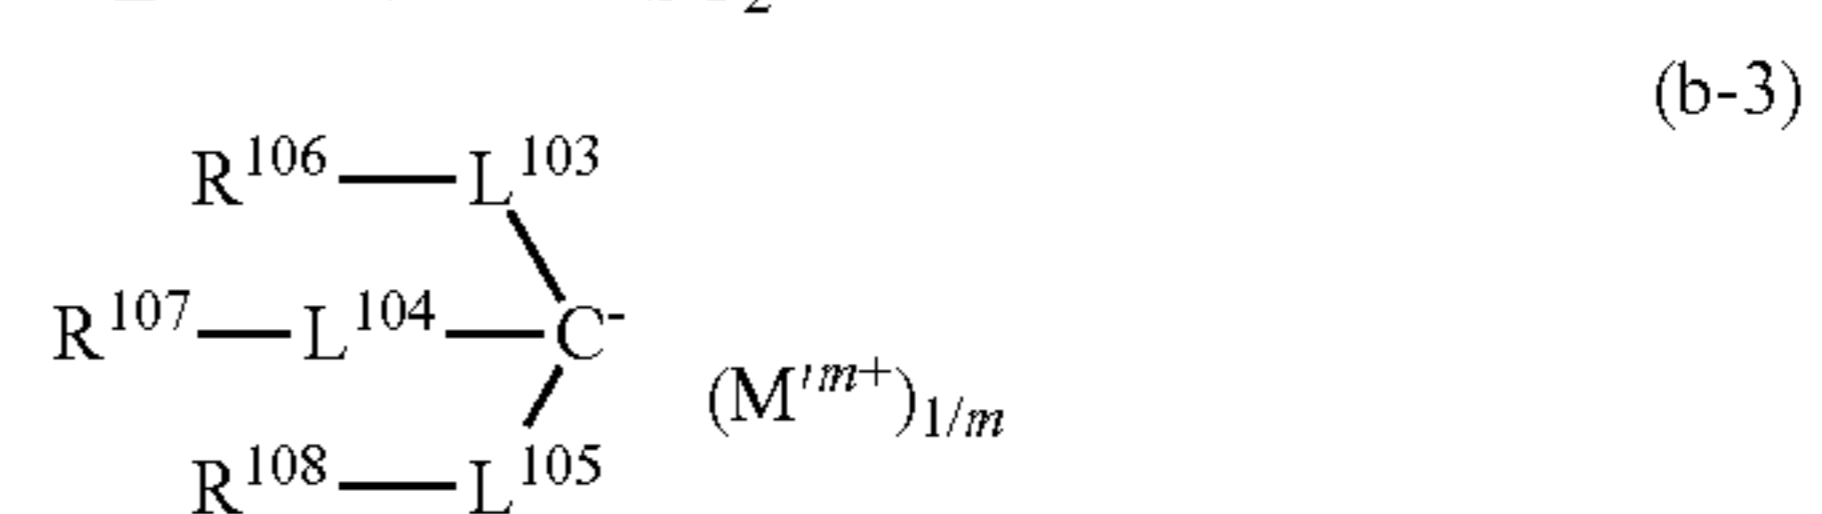 (b-3)
R¹⁰⁶—L¹⁰³
R¹⁰⁷—L¹⁰⁴—C⁻
(M'ᵐ⁺)₁/ₘ
R¹⁰⁸—L¹⁰⁵